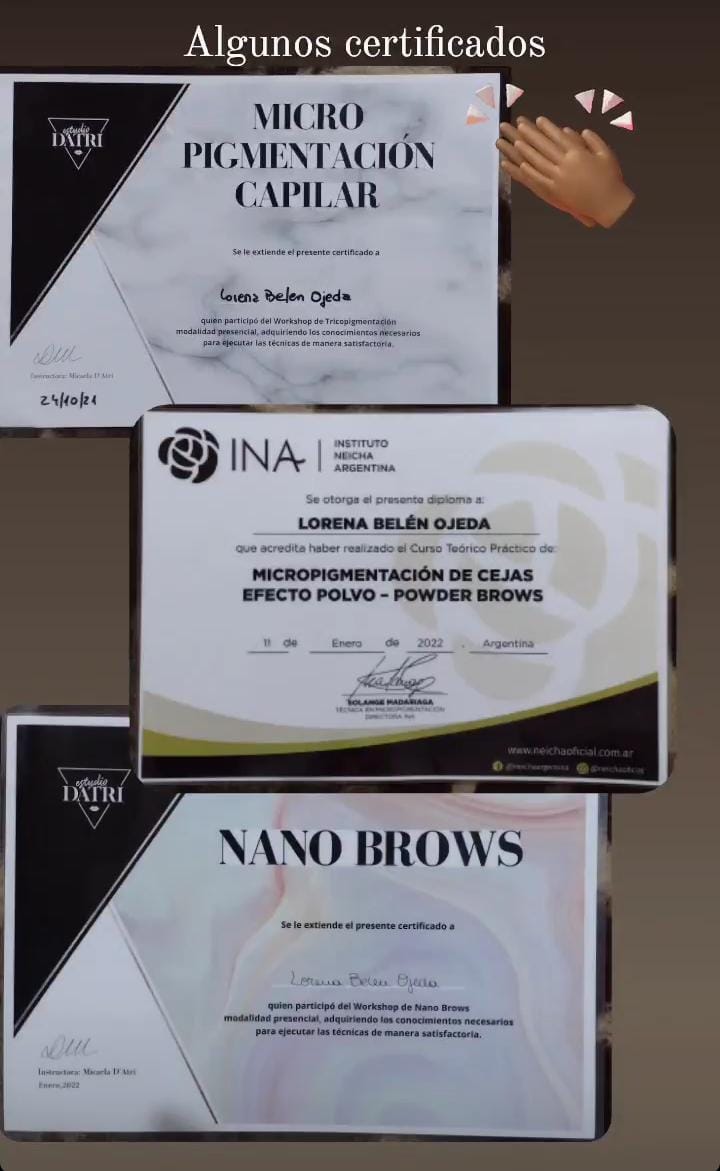 Algunos certificados
estudio
DATRI
MICRO
PIGMENTACIÓN
CAPILAR
Se le extiende el presente certificado a
Lorena Belen Ojeda
quien participó del Workshop de Tricopigmentación
modalidad presencial, adquiriendo los conocimientos necesarios
para ejecutar las técnicas de manera satisfactoria.
Instructora: Micaela D'Atri
24/10/21
INA
INSTITUTO
NEICHA
ARGENTINA
Se otorga el presente diploma a:
LORENA BELÉN OJEDA
que acredita haber realizado el Curso Teórico Práctico de:
MICROPIGMENTACIÓN DE CEJAS
EFECTO POLVO – POWDER BROWS
11 de Enero de 2022 . Argentina
SOLANGE MADARIAGA
TÉCNICA EN MICROPIGMENTACIÓN
DIRECTORA INA
www.neichaoficial.com.ar
@neichaargentina @neichaoficial
estudio
DATRI
NANO BROWS
Se le extiende el presente certificado a
Lorena Belen Ojeda
quien participó del Workshop de Nano Brows
modalidad presencial, adquiriendo los conocimientos necesarios
para ejecutar las técnicas de manera satisfactoria.
Instructora: Micaela D'Atri
Enero,2022